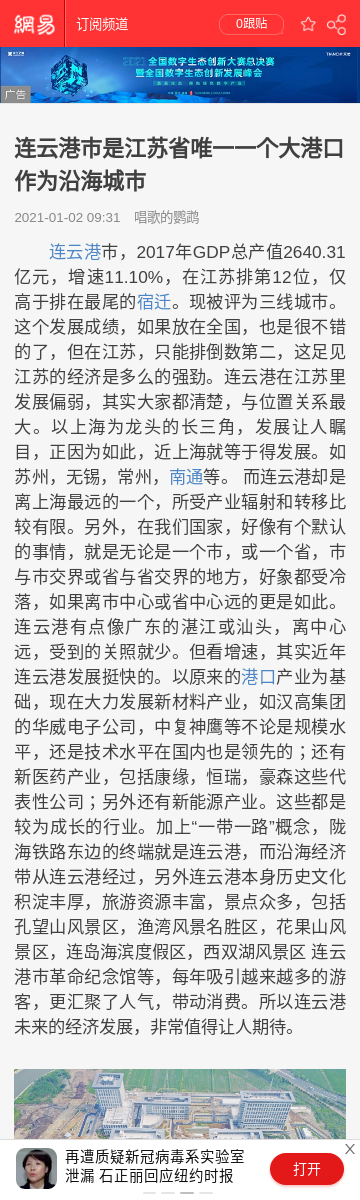 網易
订阅频道
0跟贴
2023全国数字生态创新大赛总决赛
暨全国数字生态创新发展峰会
广告
连云港市是江苏省唯一一个大港口
作为沿海城市
2021-01-02 09:31 唱歌的鹦鹉
连云港市，2017年GDP总产值2640.31
亿元，增速11.10%，在江苏排第12位，仅
高于排在最尾的宿迁。现被评为三线城市。
这个发展成绩，如果放在全国，也是很不错
的了，但在江苏，只能排倒数第二，这足见
江苏的经济是多么的强劲。连云港在江苏里
发展偏弱，其实大家都清楚，与位置关系最
大。以上海为龙头的长三角，发展让人瞩
目，正因为如此，近上海就等于得发展。如
苏州，无锡，常州，南通等。 而连云港却是
离上海最远的一个，所受产业辐射和转移比
较有限。另外，在我们国家，好像有个默认
的事情，就是无论是一个市，或一个省，市
与市交界或省与省交界的地方，好象都受冷
落，如果离市中心或省中心远的更是如此。
连云港有点像广东的湛江或汕头，离中心
远，受到的关照就少。但看增速，其实近年
连云港发展挺快的。以原来的港口产业为基
础，现在大力发展新材料产业，如汉高集团
的华威电子公司，中复神鹰等不论是规模水
平，还是技术水平在国内也是领先的；还有
新医药产业，包括康缘，恒瑞，豪森这些代
表性公司；另外还有新能源产业。这些都是
较为成长的行业。加上“一带一路”概念，陇
海铁路东边的终端就是连云港，而沿海经济
带从连云港经过，另外连云港本身历史文化
积淀丰厚，旅游资源丰富，景点众多，包括
孔望山风景区，渔湾风景名胜区，花果山风
景区，连岛海滨度假区，西双湖风景区 连云
港市革命纪念馆等，每年吸引越来越多的游
客，更汇聚了人气，带动消费。所以连云港
未来的经济发展，非常值得让人期待。
再遭质疑新冠病毒系实验室
泄漏 石正丽回应纽约时报
打开